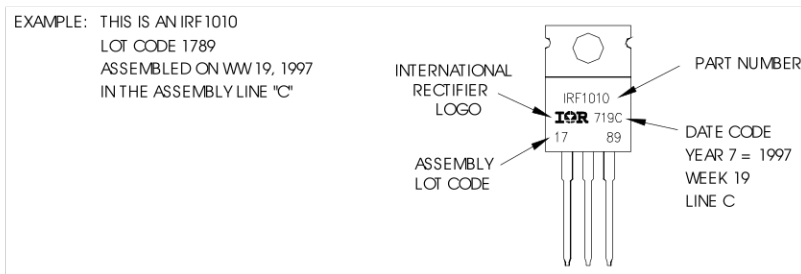 EXAMPLE: THIS IS AN IRF1010
LOT CODE 1789
ASSEMBLED ON WW 19, 1997
IN THE ASSEMBLY LINE "C"
INTERNATIONAL
RECTIFIER
LOGO
ASSEMBLY
LOT CODE
IRF1010
IOR 719C
17 89
PART NUMBER
DATE CODE
YEAR 7 = 1997
WEEK 19
LINE C